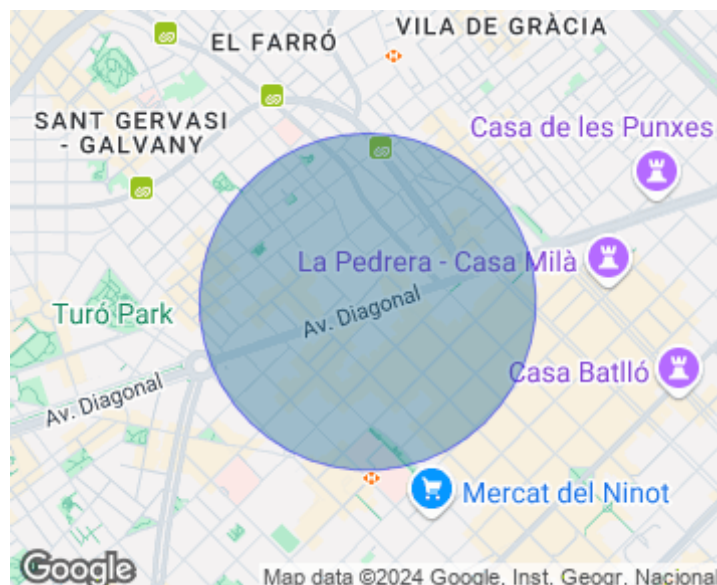 VILA DE GRÀCIA
EL FARRÓ
SANT GERVASI
- GALVANY
Casa de les Punxes
La Pedrera - Casa Milà
Turó Park
Av. Diagonal
Casa Batlló
Av. Diagonal
Mercat del Ninot
Google
Map data ©2024 Google, Inst. Geogr. Nacional